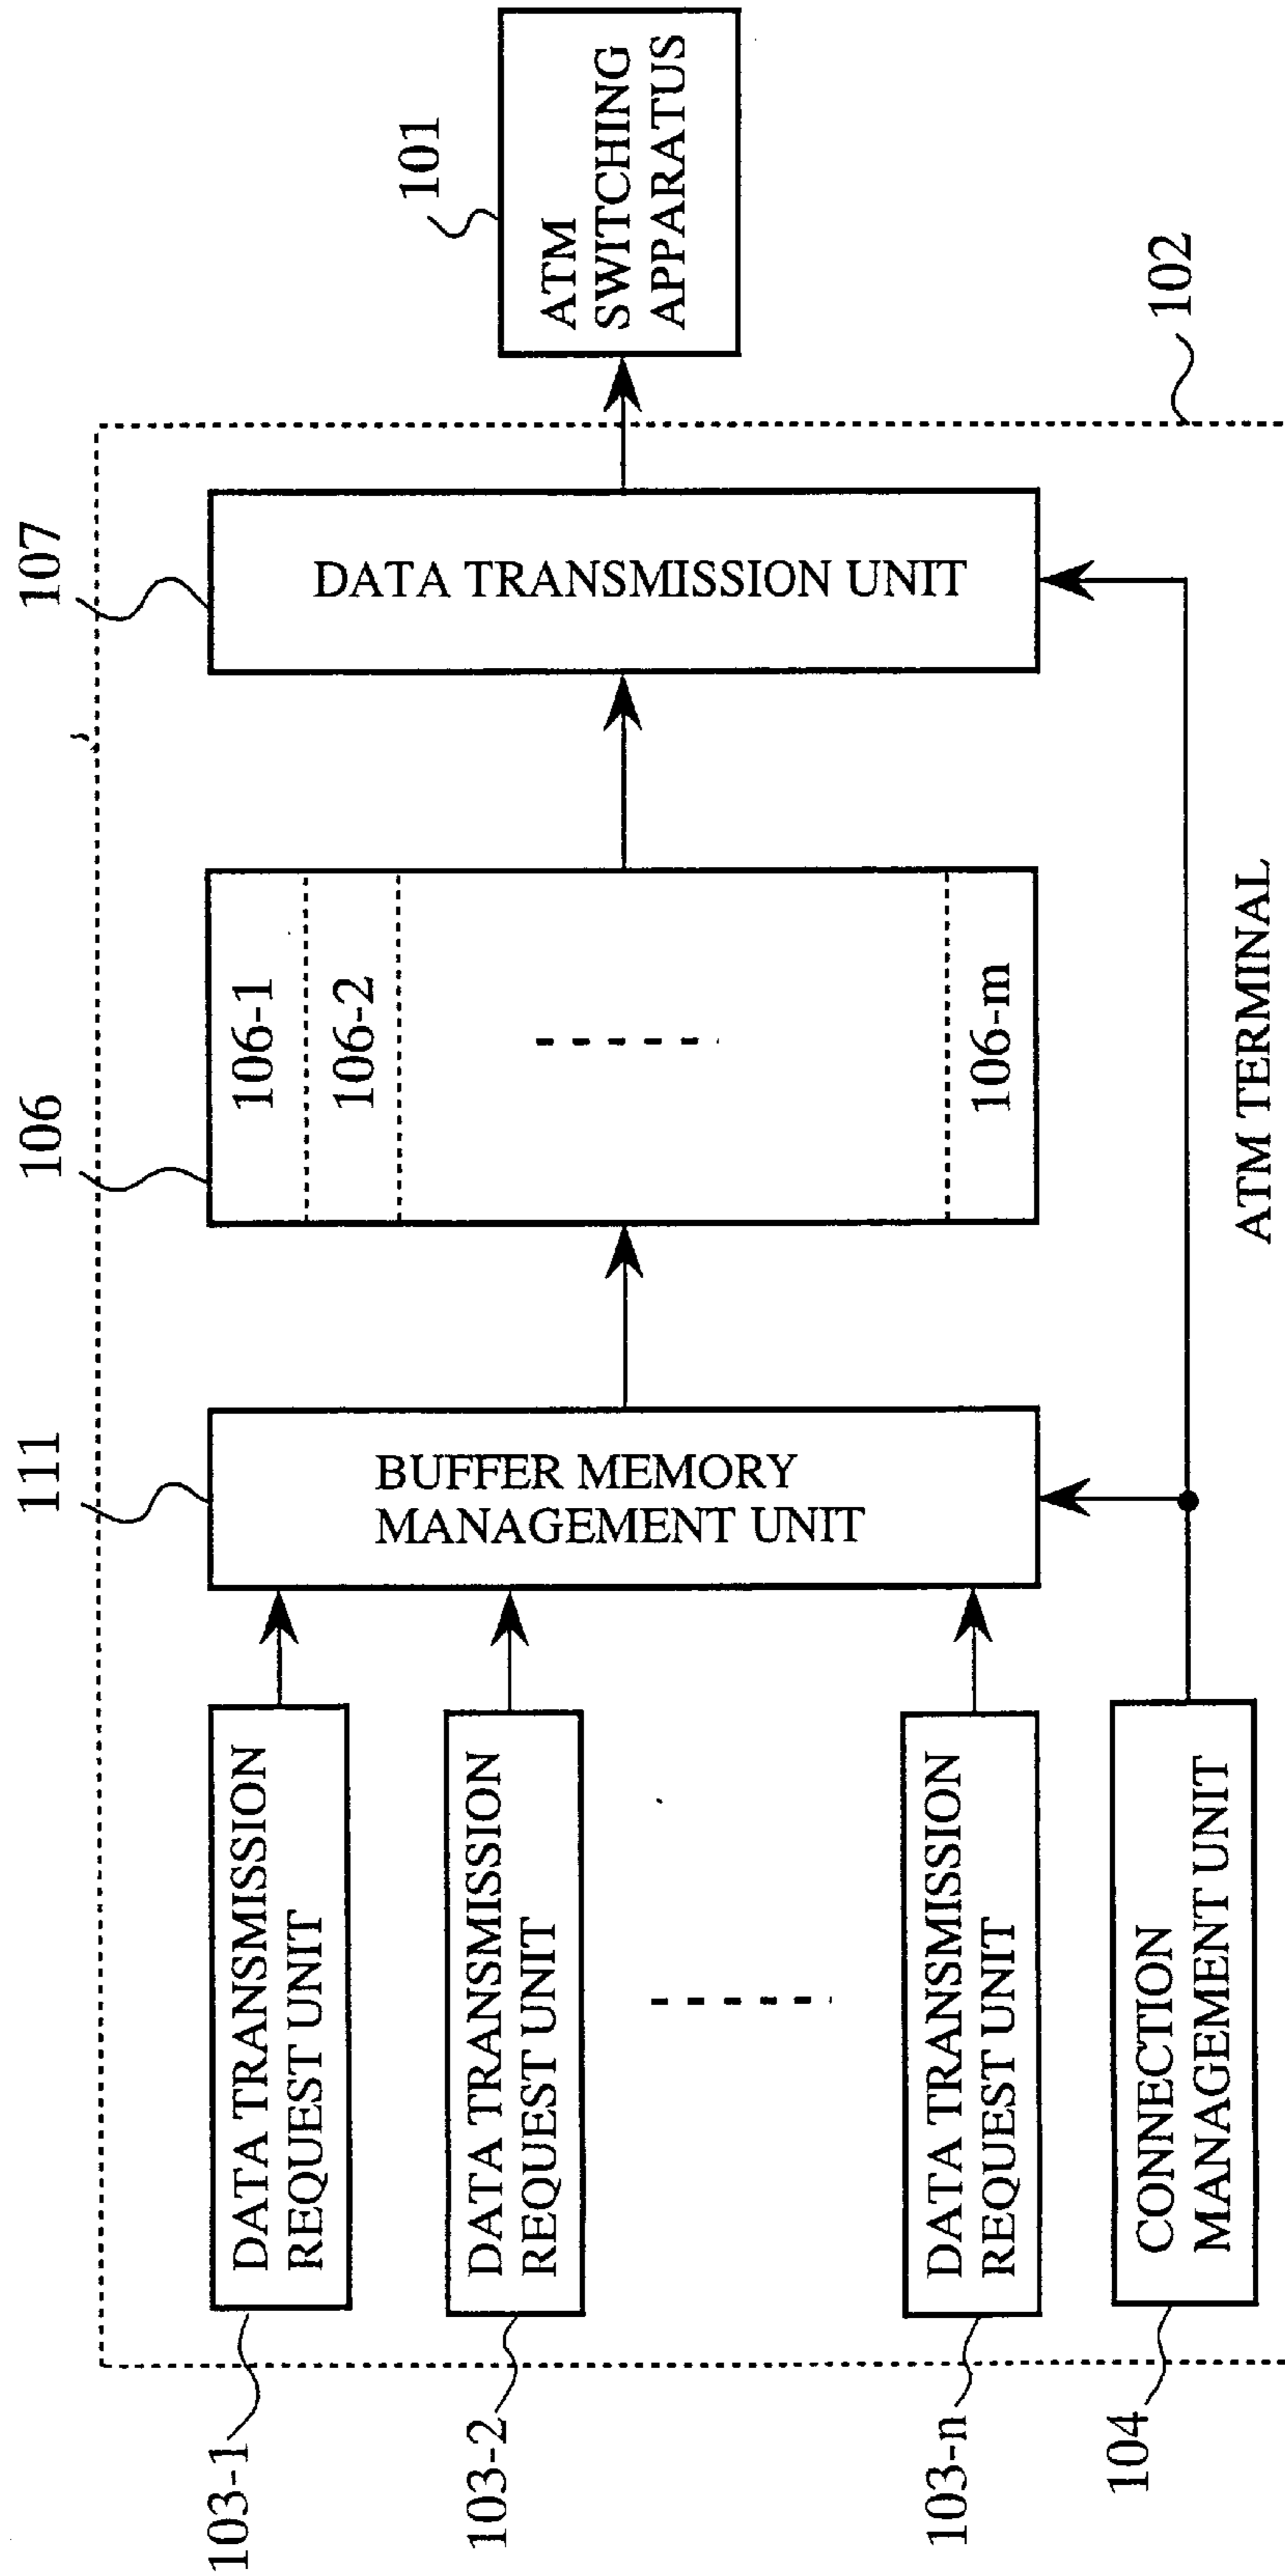 103-1
DATA TRANSMISSION
REQUEST UNIT
103-2
DATA TRANSMISSION
REQUEST UNIT
103-n
DATA TRANSMISSION
REQUEST UNIT
104
CONNECTION
MANAGEMENT UNIT
111
BUFFER MEMORY
MANAGEMENT UNIT
106
106-1
106-2
106-m
107
DATA TRANSMISSION UNIT
101
ATM
SWITCHING
APPARATUS
102
ATM TERMINAL